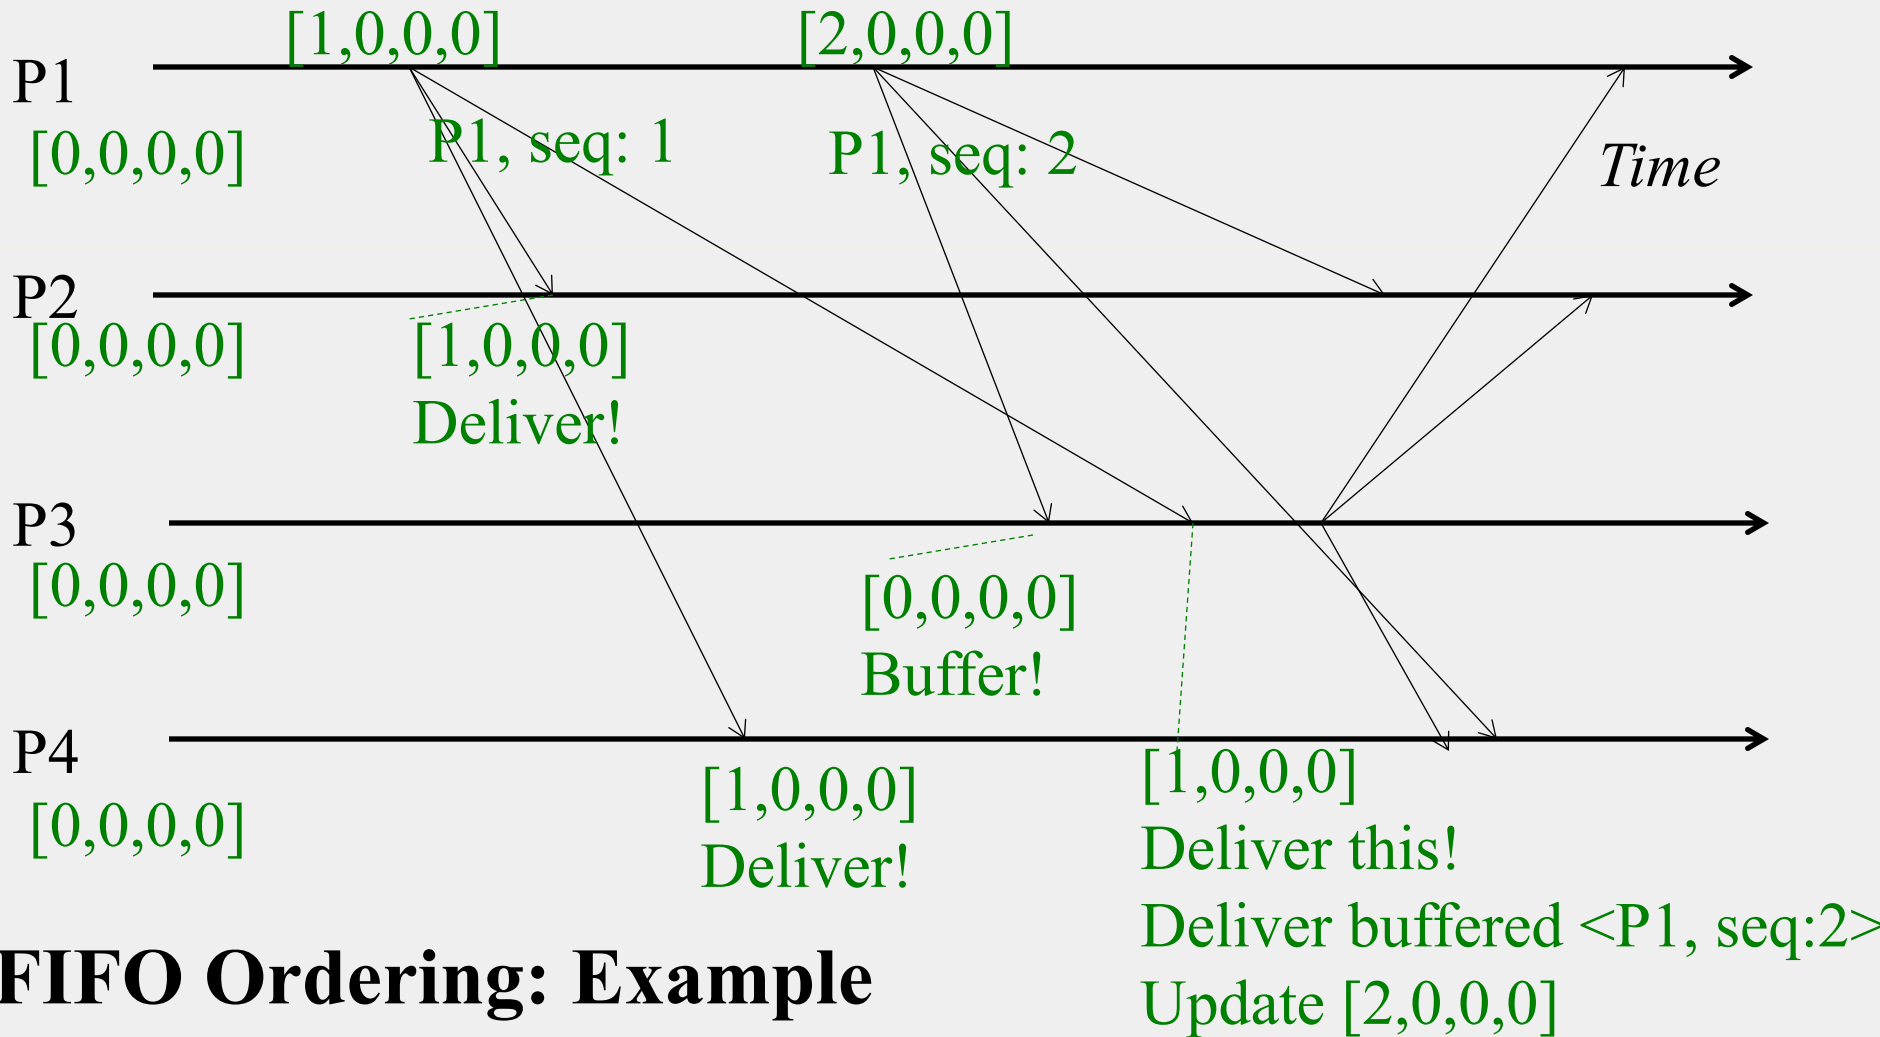 [1,0,0,0]
[2,0,0,0]
P1
P1, seq: 1
P1, seq: 2
[0,0,0,0]
Time
P2
[0,0,0,0]
[1,0,0,0]
Deliver!
P3
[0,0,0,0]
[0,0,0,0]
Buffer!
P4
[0,0,0,0]
[1,0,0,0]
Deliver!
[1,0,0,0]
Deliver this!
Deliver buffered <P1, seq:2>
Update [2,0,0,0]
FIFO Ordering: Example